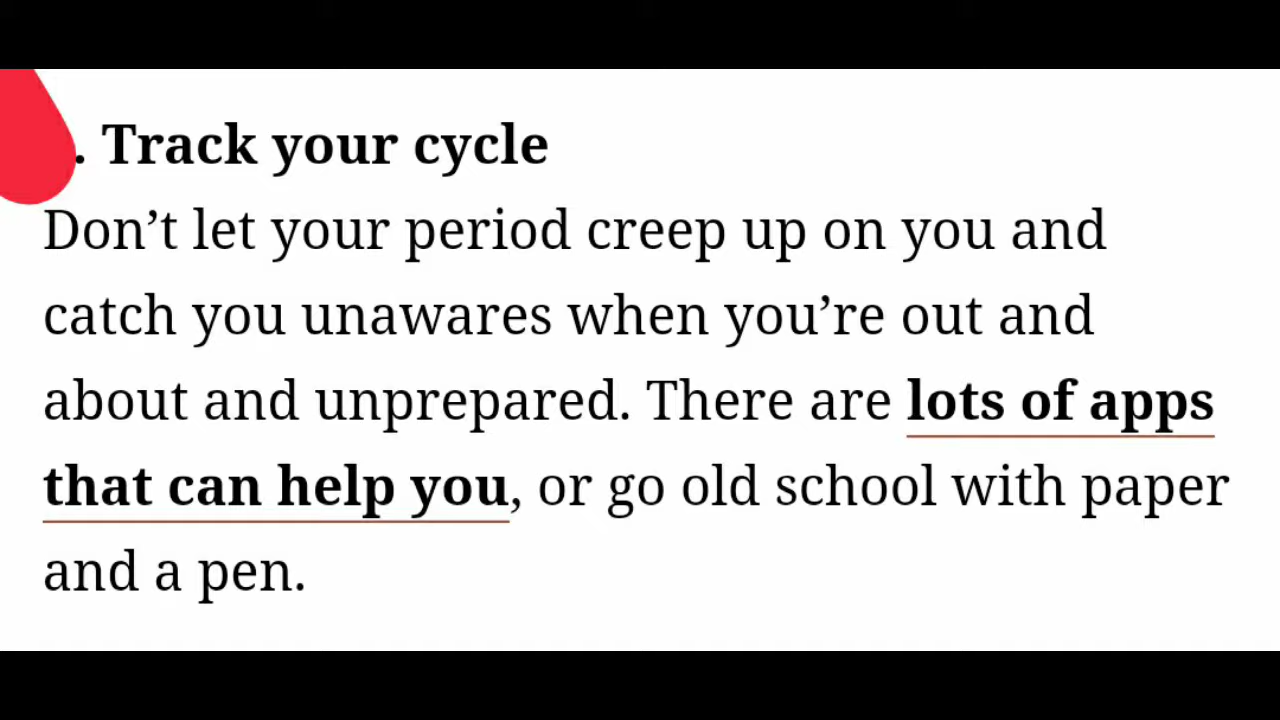 . Track your cycle
Don’t let your period creep up on you and
catch you unawares when you’re out and
about and unprepared. There are lots of apps
that can help you, or go old school with paper
and a pen.